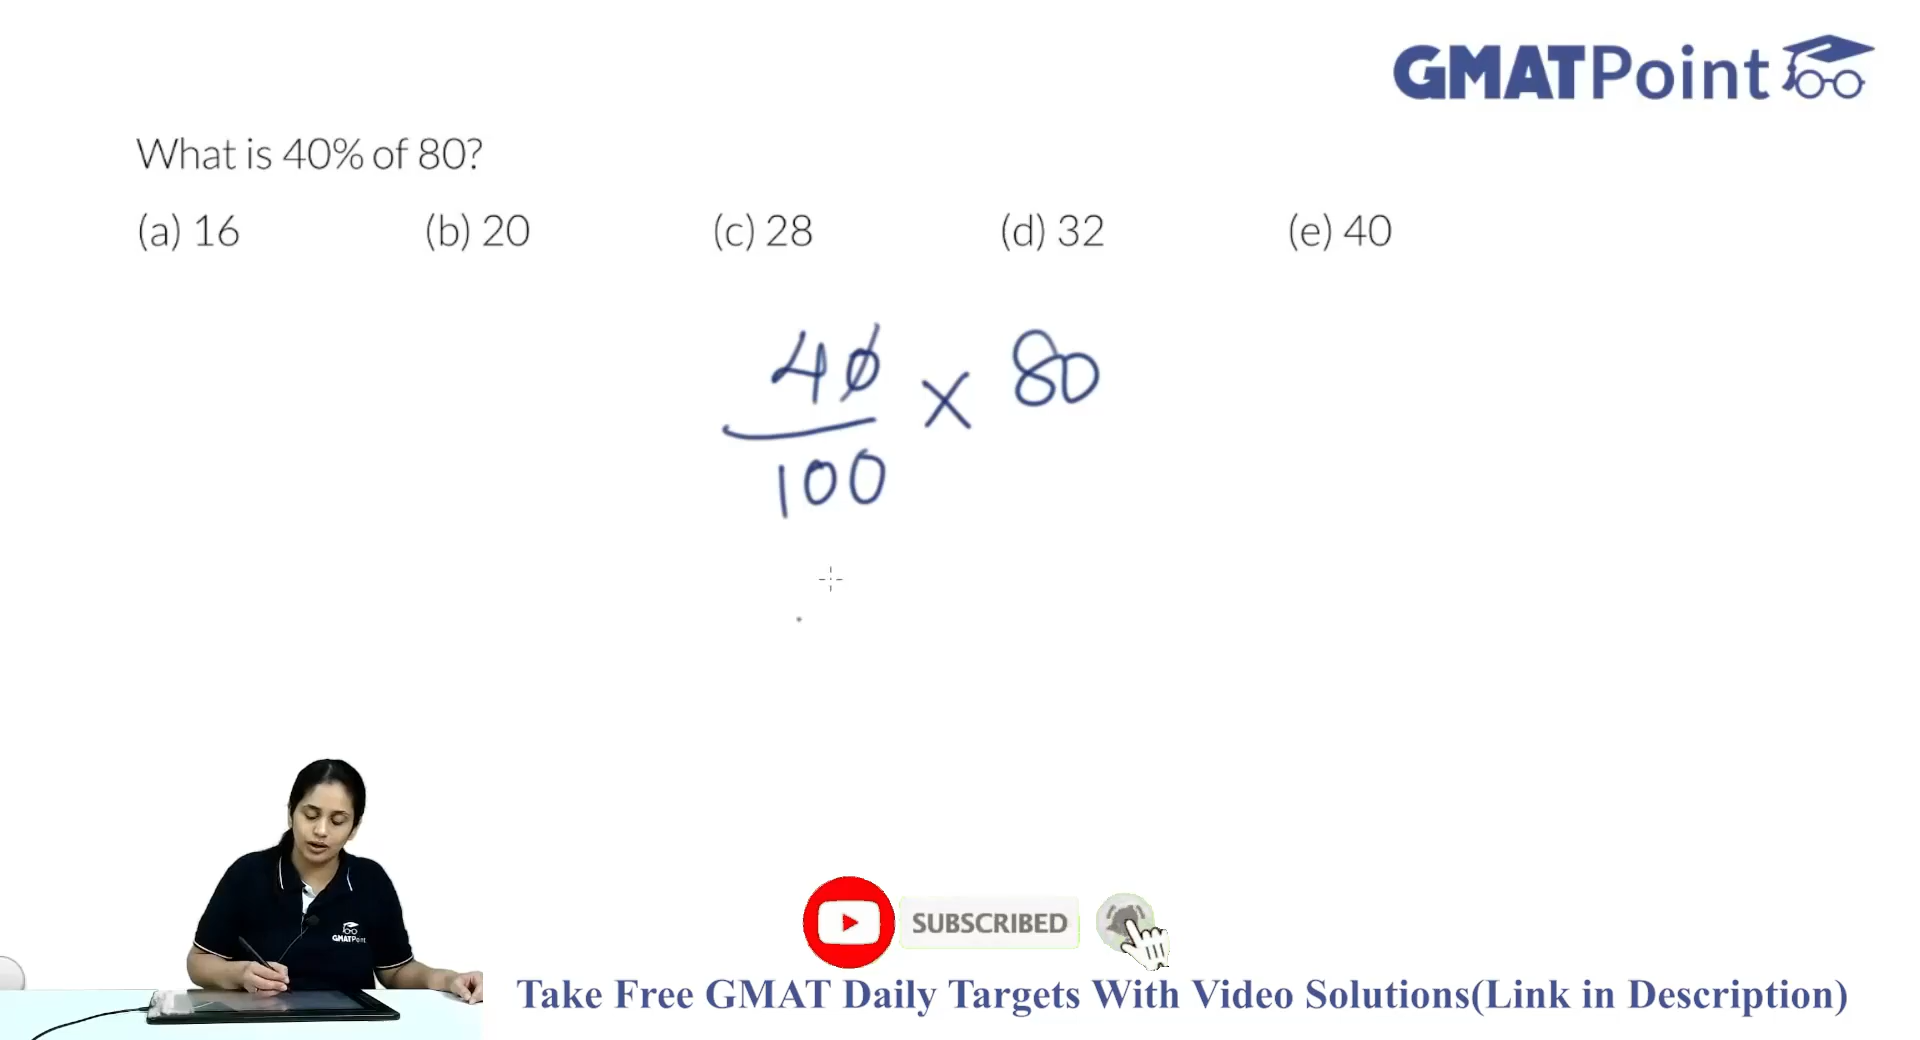 GMATPoint
What is 40% of 80?
(a) 16 (b) 20 (c) 28 (d) 32 (e) 40
40 × 80
100
GMATPoint
SUBSCRIBED
Take Free GMAT Daily Targets With Video Solutions(Link in Description)